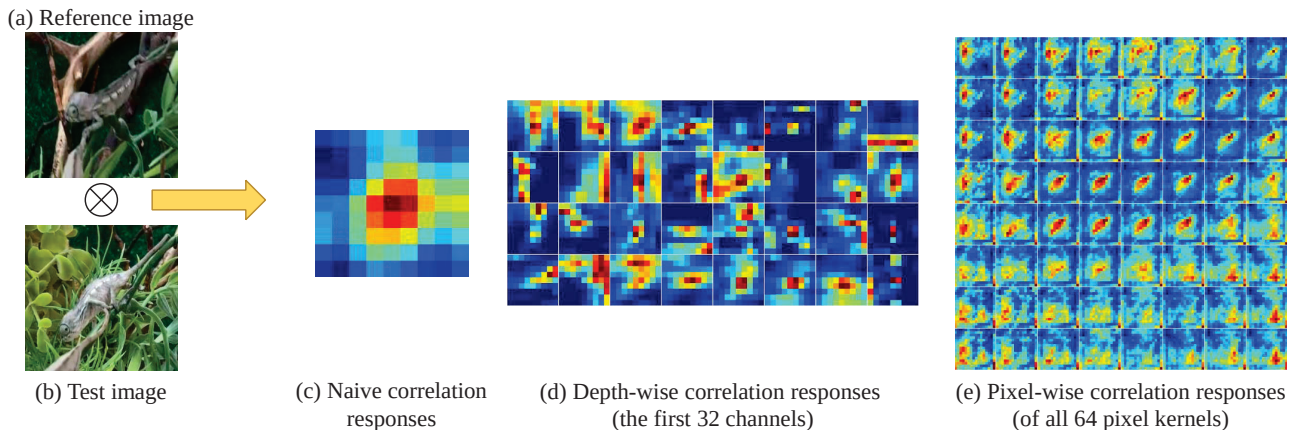 (a) Reference image
(b) Test image
(c) Naive correlation
responses
(d) Depth-wise correlation responses
(the first 32 channels)
(e) Pixel-wise correlation responses
(of all 64 pixel kernels)